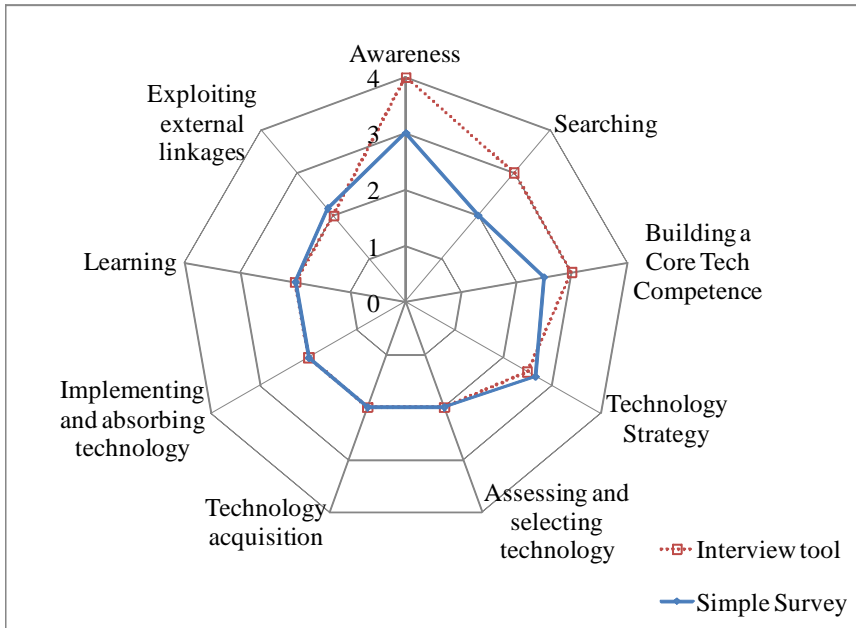 Awareness
4
3
2
1
0
Searching
Building a
Core Tech
Competence
Technology
Strategy
Assessing and
selecting
technology
Technology
acquisition
Implementing
and absorbing
technology
Learning
Exploiting
external
linkages
Interview tool
Simple Survey